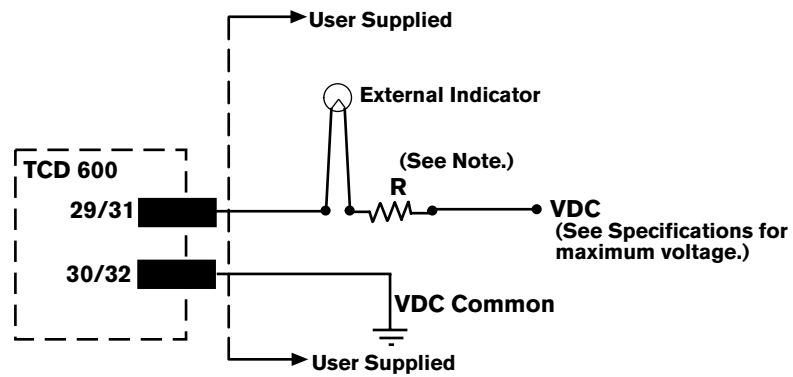 User Supplied
External Indicator
(See Note.)
TCD 600
R
29/31
VDC
(See Specifications for
maximum voltage.)
30/32
VDC Common
User Supplied